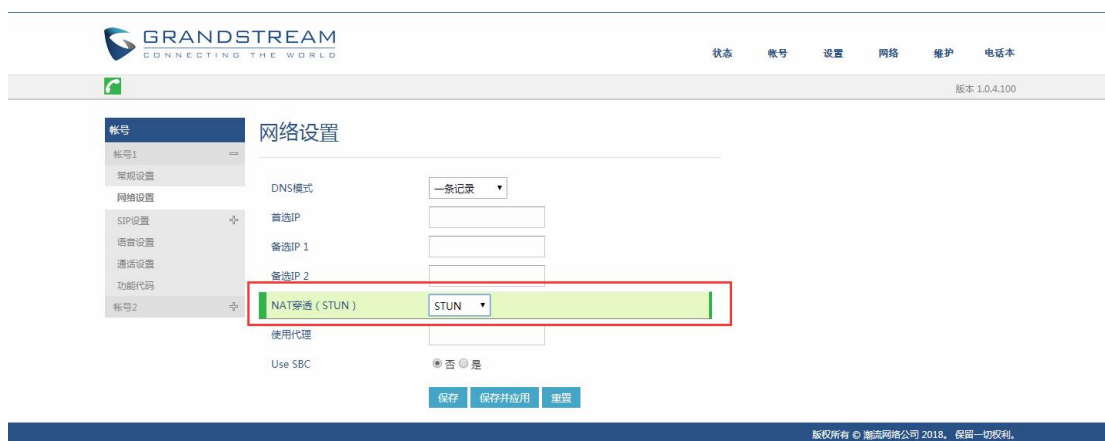 GRANDSTREAM
CONNECTING THE WORLD
状态 帐号 设置 网络 维护 电话本
版本 1.0.4.100
帐号
帐号1
常规设置
网络设置
SIP设置
语音设置
通话设置
功能代码
帐号2
网络设置
DNS模式 一条记录
首选IP
备选IP 1
备选IP 2
NAT穿透（STUN） STUN
使用代理
Use SBC 否 是
保存 保存并应用 重置
版权所有 © 潮流网络公司 2018。 保留一切权利。